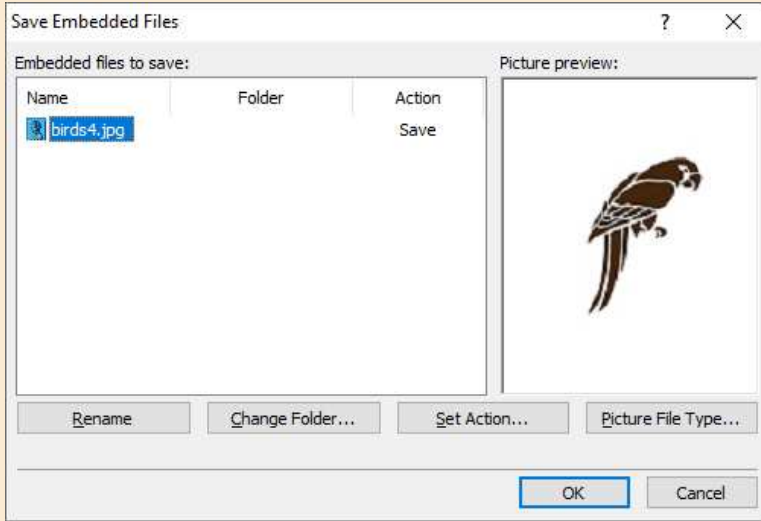 Save Embedded Files
?
Embedded files to save:
Picture preview:
Name Folder Action
birds4.jpg Save
Rename Change Folder... Set Action... Picture File Type...
OK Cancel